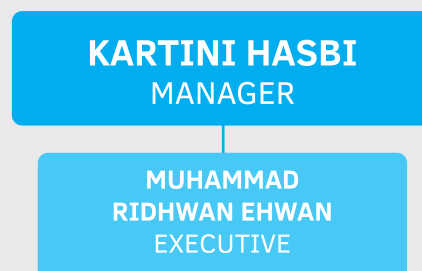 KARTINI HASBI
MANAGER
MUHAMMAD
RIDHWAN EHWAN
EXECUTIVE